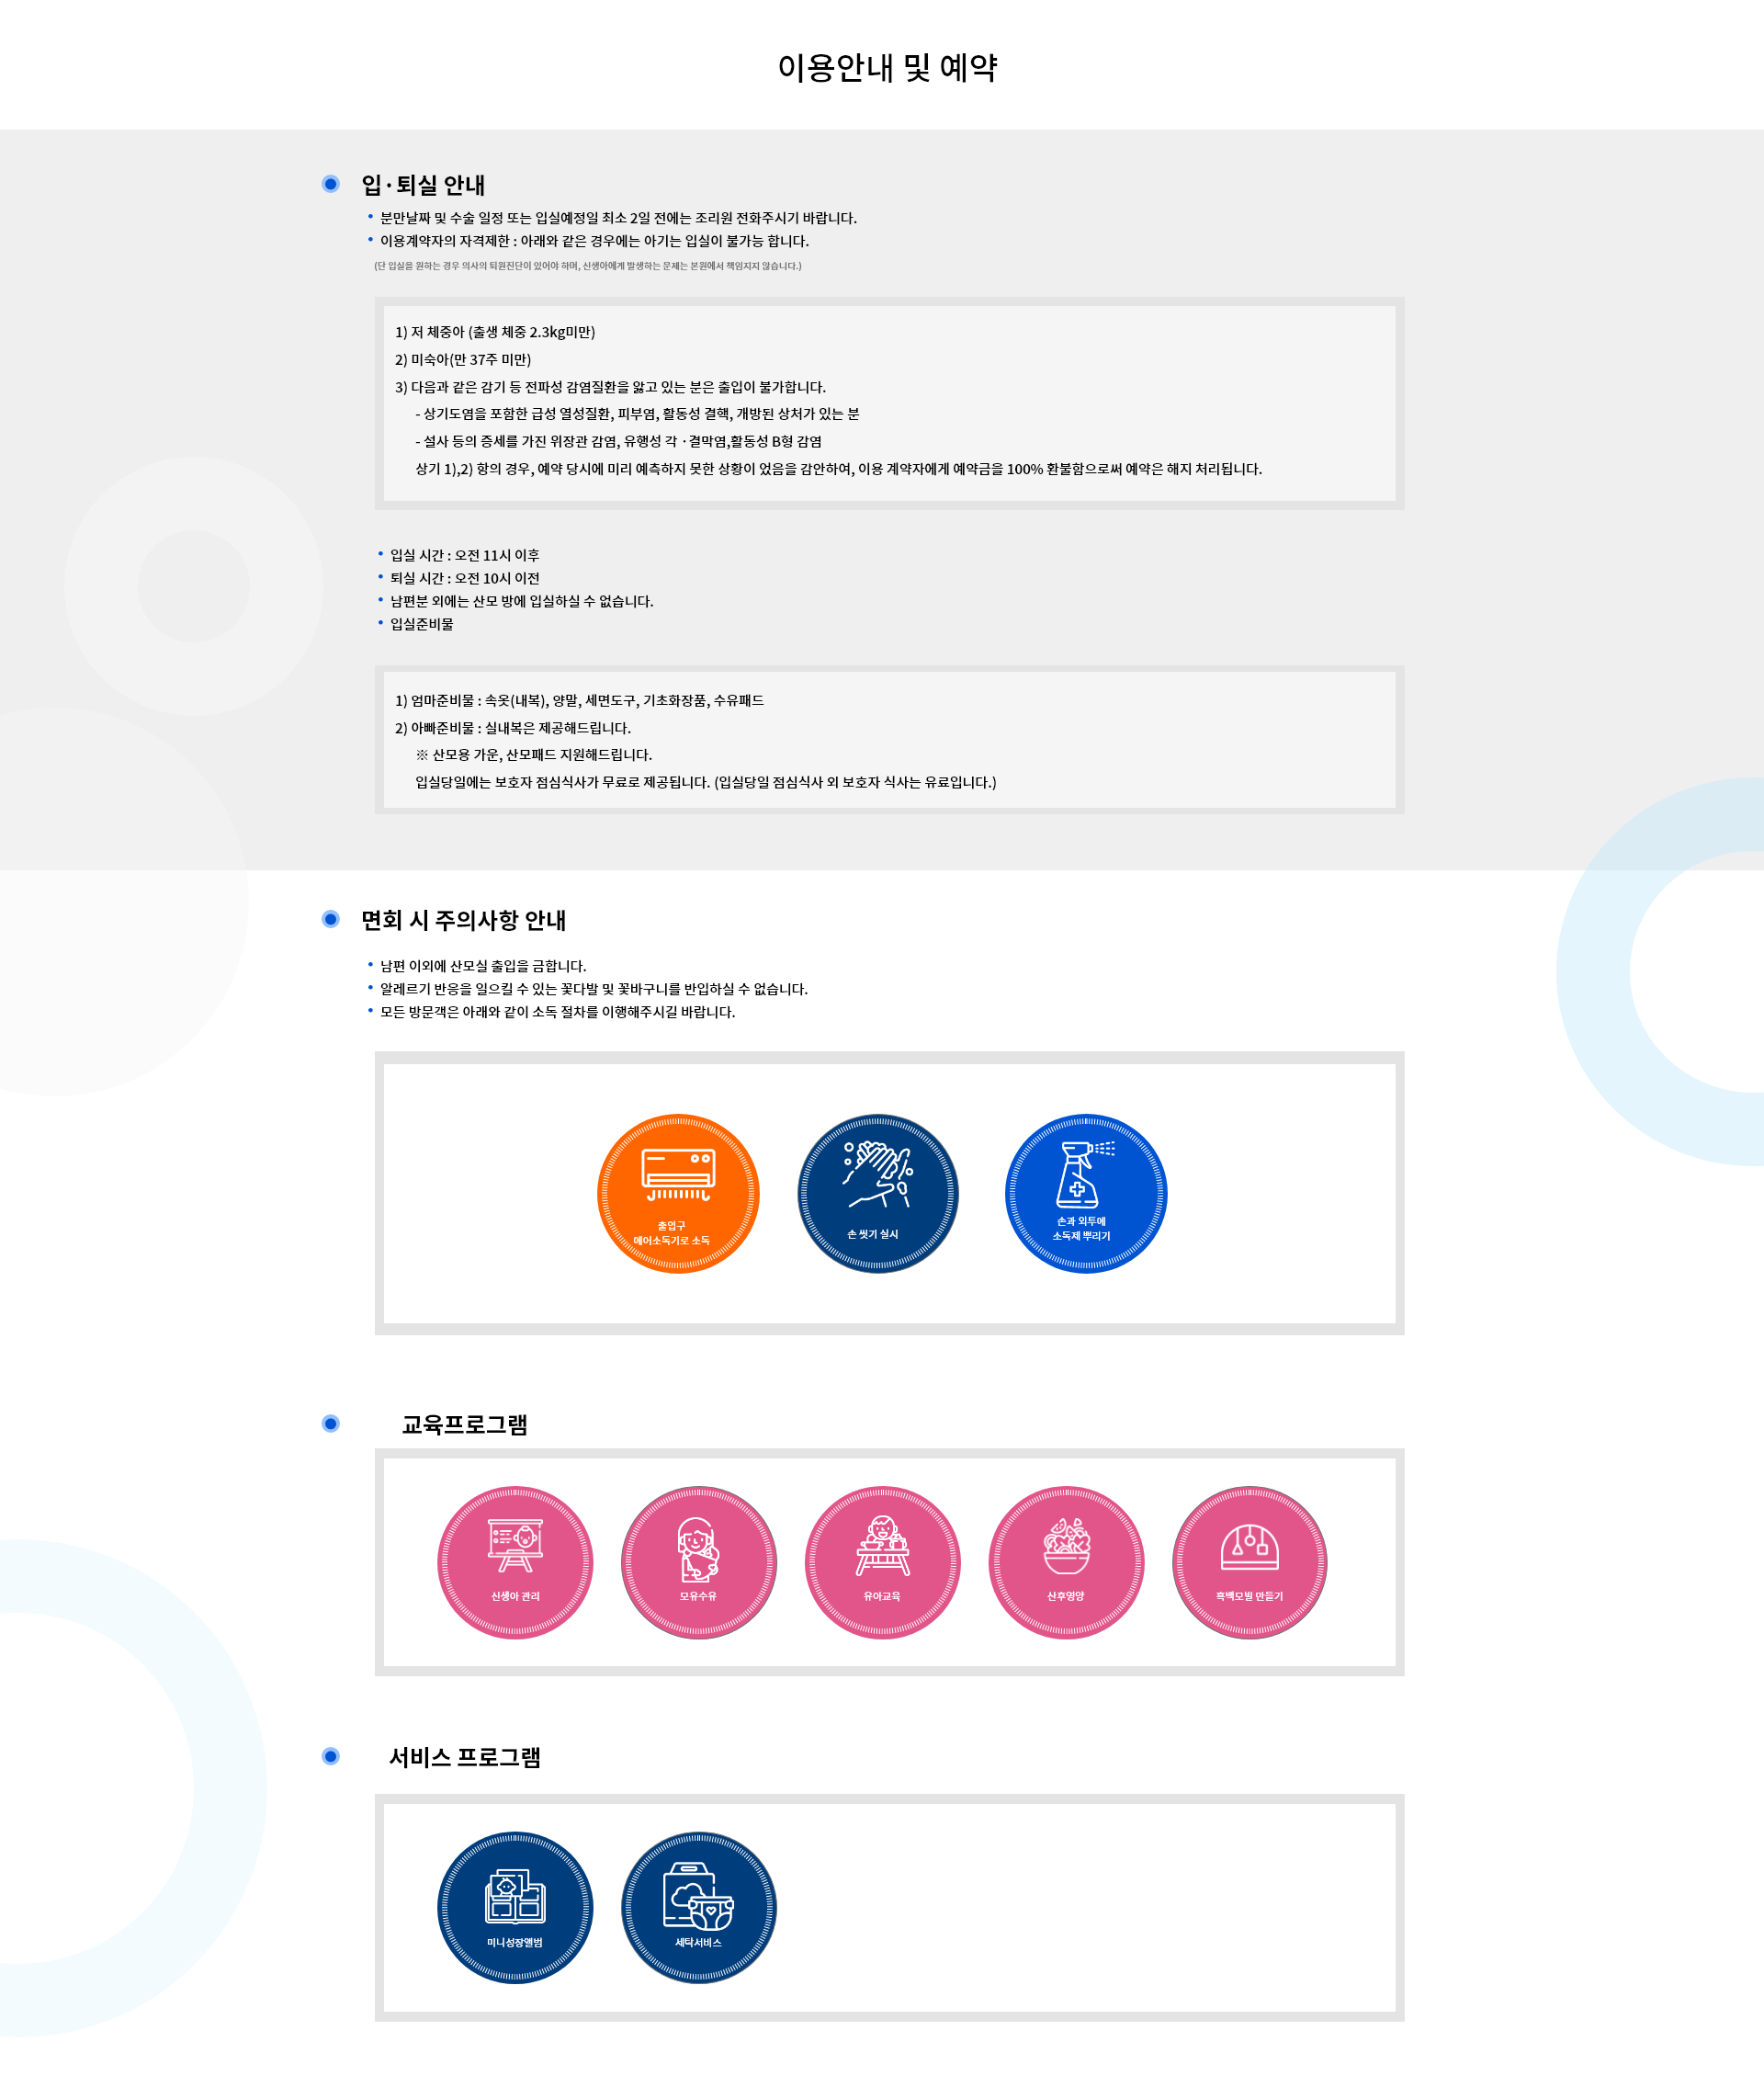 이용안내 및 예약
입·퇴실 안내
분만날짜 및 수술 일정 또는 입실예정일 최소 2일 전에는 조리원 전화주시기 바랍니다.
이용계약자의 자격제한 : 아래와 같은 경우에는 아기는 입실이 불가능 합니다.
(단 입실을 원하는 경우 의사의 퇴원진단이 있어야 하며, 신생아에게 발생하는 문제는 본원에서 책임지지 않습니다.)
1) 저 체중아 (출생 체중 2.3kg미만)
2) 미숙아(만 37주 미만)
3) 다음과 같은 감기 등 전파성 감염질환을 앓고 있는 분은 출입이 불가합니다.
- 상기도염을 포함한 급성 열성질환, 피부염, 활동성 결핵, 개방된 상처가 있는 분
- 설사 등의 증세를 가진 위장관 감염, 유행성 각 ·결막염,활동성 B형 감염
상기 1),2) 항의 경우, 예약 당시에 미리 예측하지 못한 상황이 었음을 감안하여, 이용 계약자에게 예약금을 100% 환불함으로써 예약은 해지 처리됩니다.
입실 시간 : 오전 11시 이후
퇴실 시간 : 오전 10시 이전
남편분 외에는 산모 방에 입실하실 수 없습니다.
입실준비물
1) 엄마준비물 : 속옷(내복), 양말, 세면도구, 기초화장품, 수유패드
2) 아빠준비물 : 실내복은 제공해드립니다.
※ 산모용 가운, 산모패드 지원해드립니다.
입실당일에는 보호자 점심식사가 무료로 제공됩니다. (입실당일 점심식사 외 보호자 식사는 유료입니다.)
면회 시 주의사항 안내
남편 이외에 산모실 출입을 금합니다.
알레르기 반응을 일으킬 수 있는 꽃다발 및 꽃바구니를 반입하실 수 없습니다.
모든 방문객은 아래와 같이 소독 절차를 이행해주시길 바랍니다.
출입구
에어소독기로 소독
손 씻기 실시
손과 외투에
소독제 뿌리기
교육프로그램
신생아 관리
모유수유
유아교육
산후영양
흑백모빌 만들기
서비스 프로그램
미니성장앨범
세탁서비스